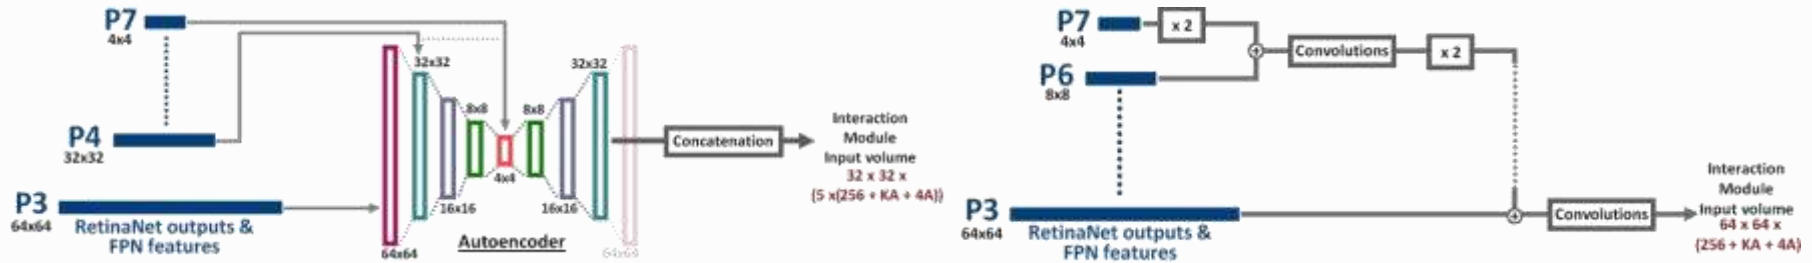 P7
4x4
P4
32x32
P3
64x64
RetinaNet outputs &
FPN features
32x32
8x8
8x8
32x32
4x4
16x16
16x16
64x64
64x64
Autoencoder
Concatenation
Interaction
Module
Input volume
32 x 32 x
(5 x(256 + KA + 4A))
P7
4x4
x 2
P6
8x8
+
Convolutions
x 2
P3
64x64
RetinaNet outputs &
FPN features
+
Convolutions
Interaction
Module
Input volume
64 x 64 x
(256 + KA + 4A)